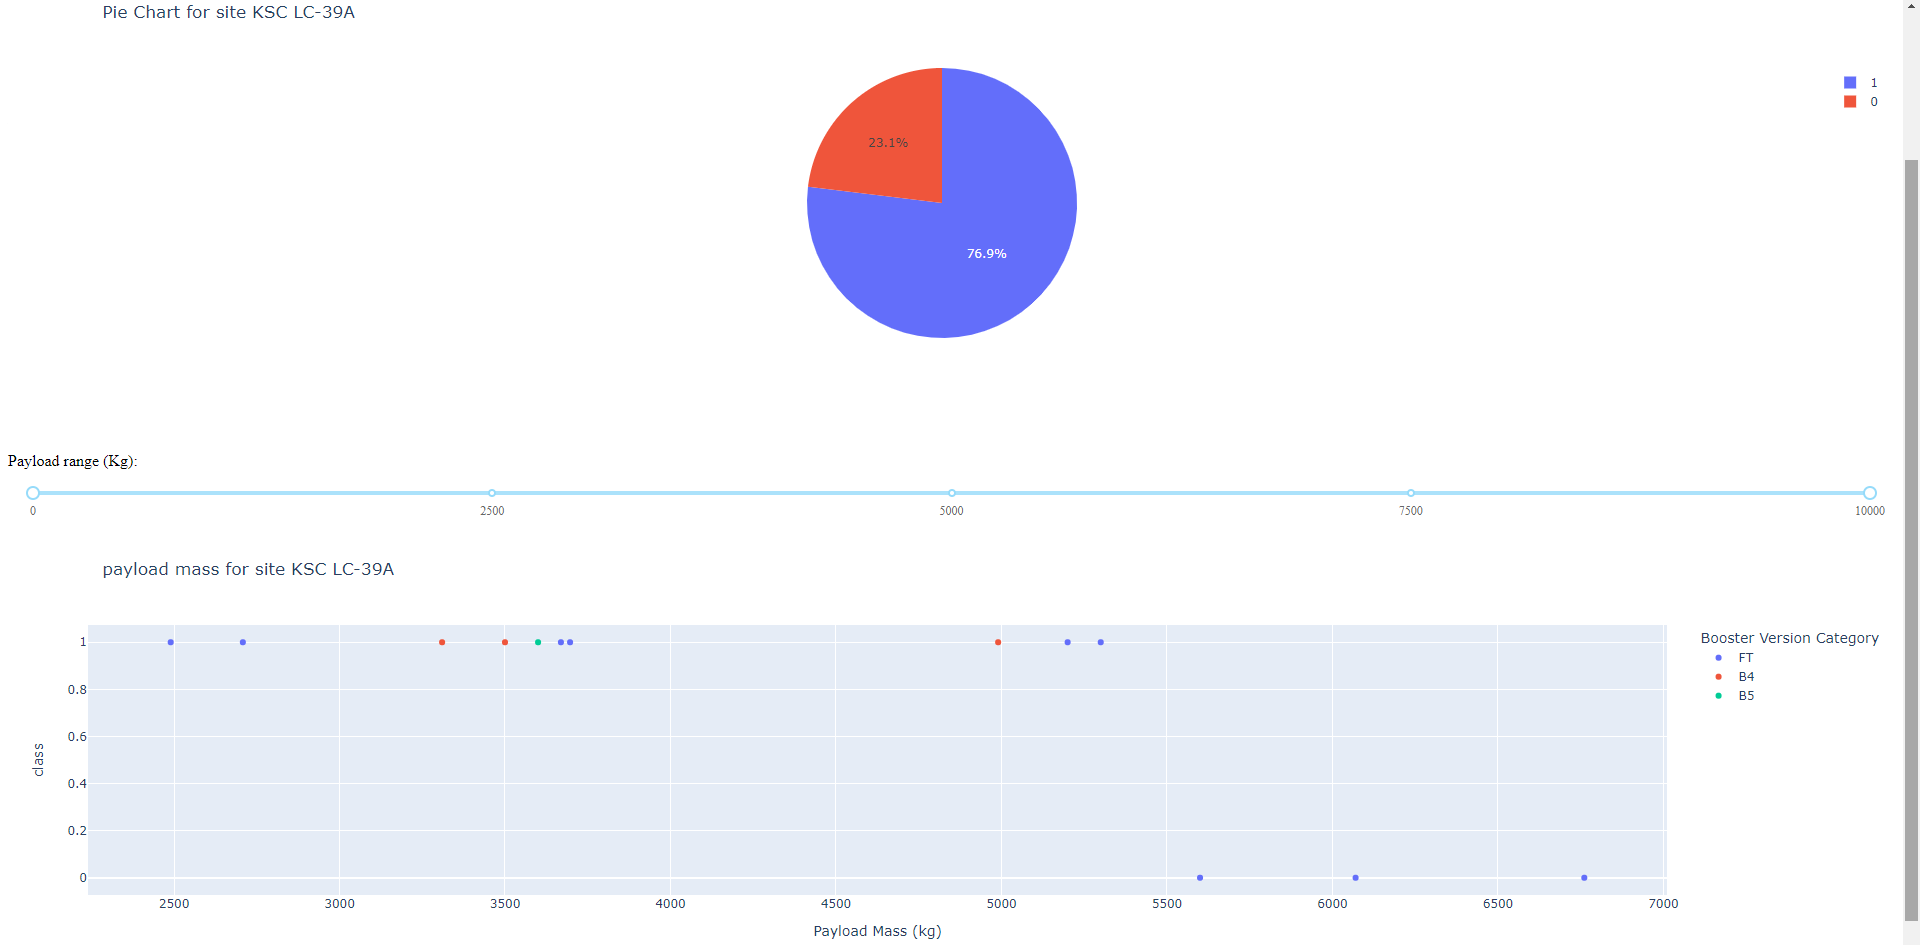 Pie Chart for site KSC LC-39A
1
0
23.1%
76.9%
Payload range (Kg):
0 2500 5000 7500 10000
payload mass for site KSC LC-39A
Booster Version Category
FT
B4
B5
class
1
0.8
0.6
0.4
0.2
0
2500 3000 3500 4000 4500 5000 5500 6000 6500 7000
Payload Mass (kg)